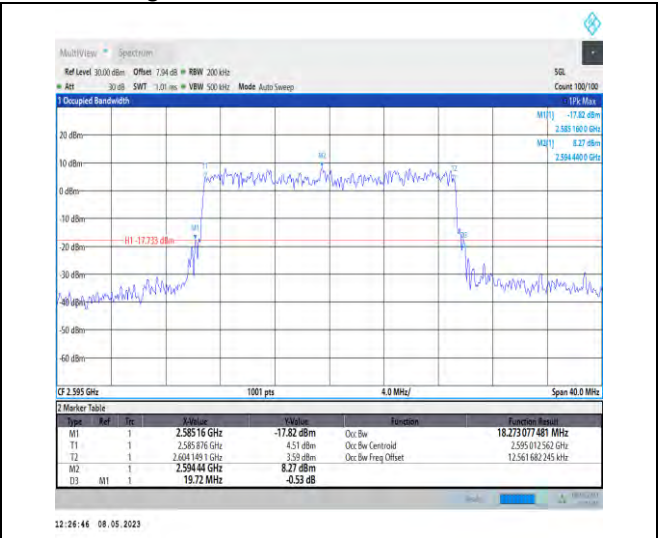 MultiView Spectrum
Ref Level 30.00 dBm Offset 7.94 dB RBW 200 kHz SGL
Att 30 dB SWT 1.01 ms VBW 500 kHz Mode Auto Sweep Count 100/100
1 Occupied Bandwidth 1Pk Max
M1[1] -17.82 dBm
2.585 160 0 GHz
M2[1] 8.27 dBm
2.594 440 0 GHz
20 dBm
M2
T1 T2
10 dBm
0 dBm
-10 dBm
M1
D3
H1 -17.733 dBm
-20 dBm
-30 dBm
-40 dBm
-50 dBm
-60 dBm
CF 2.595 GHz 1001 pts 4.0 MHz/ Span 40.0 MHz
2 Marker Table
Type Ref Trc X-Value Y-Value Function Function Result
M1 1 2.585 16 GHz -17.82 dBm Occ Bw 18.273 077 481 MHz
T1 1 2.585 876 GHz 4.51 dBm Occ Bw Centroid 2.595 012 562 GHz
T2 1 2.604 149 1 GHz 3.59 dBm Occ Bw Freq Offset 12.561 682 245 kHz
M2 1 2.594 44 GHz 8.27 dBm
D3 M1 1 19.72 MHz -0.53 dB
12:26:46 08.05.2023